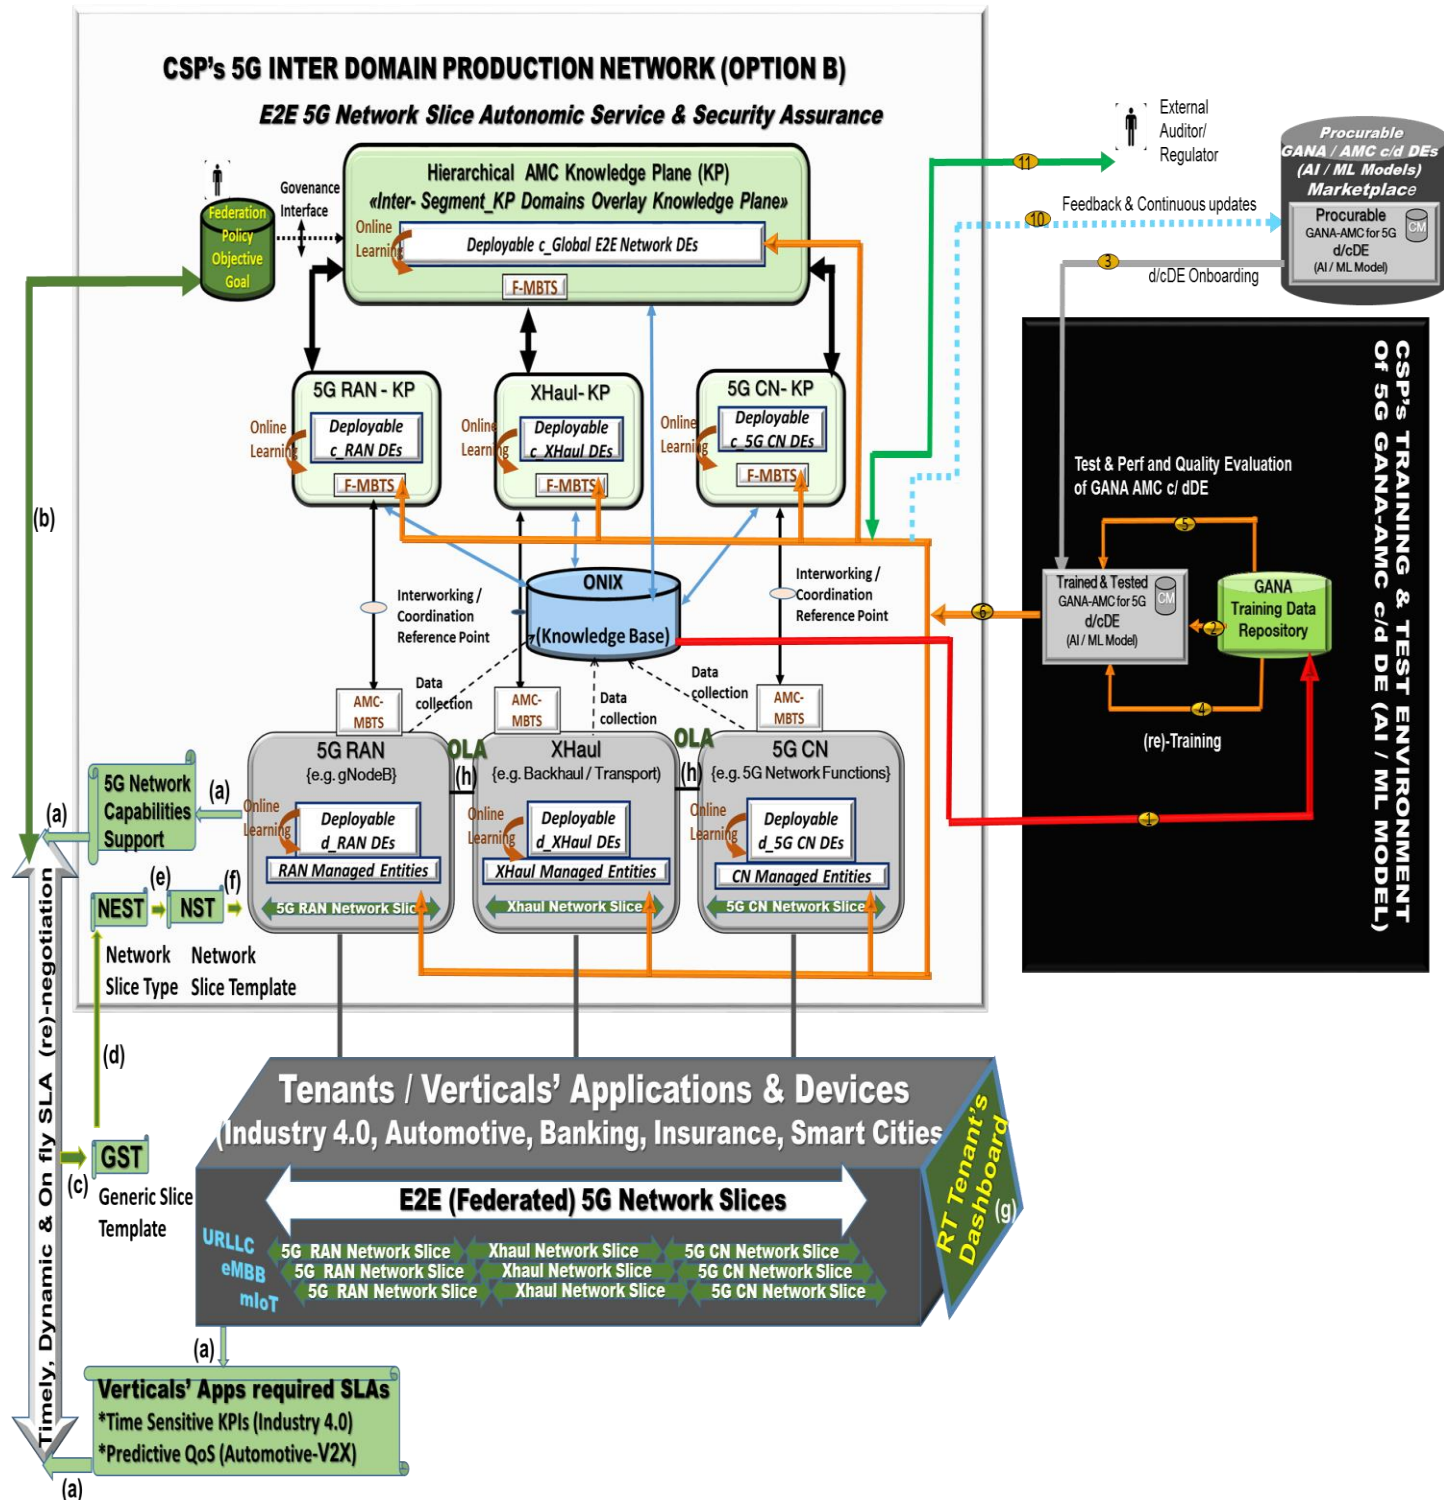 CSP's 5G INTER DOMAIN PRODUCTION NETWORK (OPTION B)
E2E 5G Network Slice Autonomic Service & Security Assurance
Hierarchical AMC Knowledge Plane (KP)
«Inter- Segment_KP Domains Overlay Knowledge Plane»
Online
Learning
Deployable c_Global E2E Network DEs
F-MBTS
Govenance
Interface
Federation
Policy
Objective
Goal
5G RAN - KP
Online
Learning
Deployable
c_RAN DEs
F-MBTS
XHaul- KP
Online
Learning
Deployable
c_XHaul DEs
F-MBTS
5G CN- KP
Online
Learning
Deployable
c_5G CN DEs
F-MBTS
Interworking /
Coordination
Reference Point
ONIX
(Knowledge Base)
Interworking /
Coordination
Reference Point
Data
collection
Data
collection
Data
collection
AMC-
MBTS
AMC-
MBTS
AMC-
MBTS
5G RAN
{e.g. gNodeB}
Online
Learning
Deployable
d_RAN DEs
RAN Managed Entities
5G RAN Network Slice
OLA
(h)
XHaul
{e.g. Backhaul / Transport)
Online
Learning
Deployable
d_XHaul DEs
XHaul Managed Entities
Xhaul Network Slice
OLA
(h)
5G CN
{e.g. 5G Network Functions}
Online
Learning
Deployable
d_5G CN DEs
CN Managed Entities
5G CN Network Slice
External
Auditor/
Regulator
11
Feedback & Continuous updates
10
3
d/cDE Onboarding
Procurable
GANA / AMC c/d DEs
(AI / ML Models)
Marketplace
Procurable
GANA-AMC for 5G
d/cDE
(AI / ML Model)
CM
CSP's TRAINING & TEST ENVIRONMENT
Of 5G GANA-AMC c/d DE (AI / ML MODEL)
Test & Perf and Quality Evaluation
of GANA AMC c/ dDE
5
Trained & Tested
GANA-AMC for 5G
d/cDE
(AI / ML Model)
CM
2
GANA
Training Data
Repository
6
4
(re)-Training
1
(b)
(a)
5G Network
Capabilities
Support
(a)
NEST
(e)
NST
(f)
Network
Slice Type
Network
Slice Template
(d)
(c)
GST
Generic Slice
Template
Timely, Dynamic & On fly SLA (re)-negotiation
Tenants / Verticals' Applications & Devices
(Industry 4.0, Automotive, Banking, Insurance, Smart Cities
E2E (Federated) 5G Network Slices
URLLC
eMBB
mIoT
5G RAN Network Slice
Xhaul Network Slice
5G CN Network Slice
5G RAN Network Slice
Xhaul Network Slice
5G CN Network Slice
5G RAN Network Slice
Xhaul Network Slice
5G CN Network Slice
RT Tenant's
Dashboard
(g)
(a)
Verticals' Apps required SLAs
*Time Sensitive KPIs (Industry 4.0)
*Predictive QoS (Automotive-V2X)
(a)